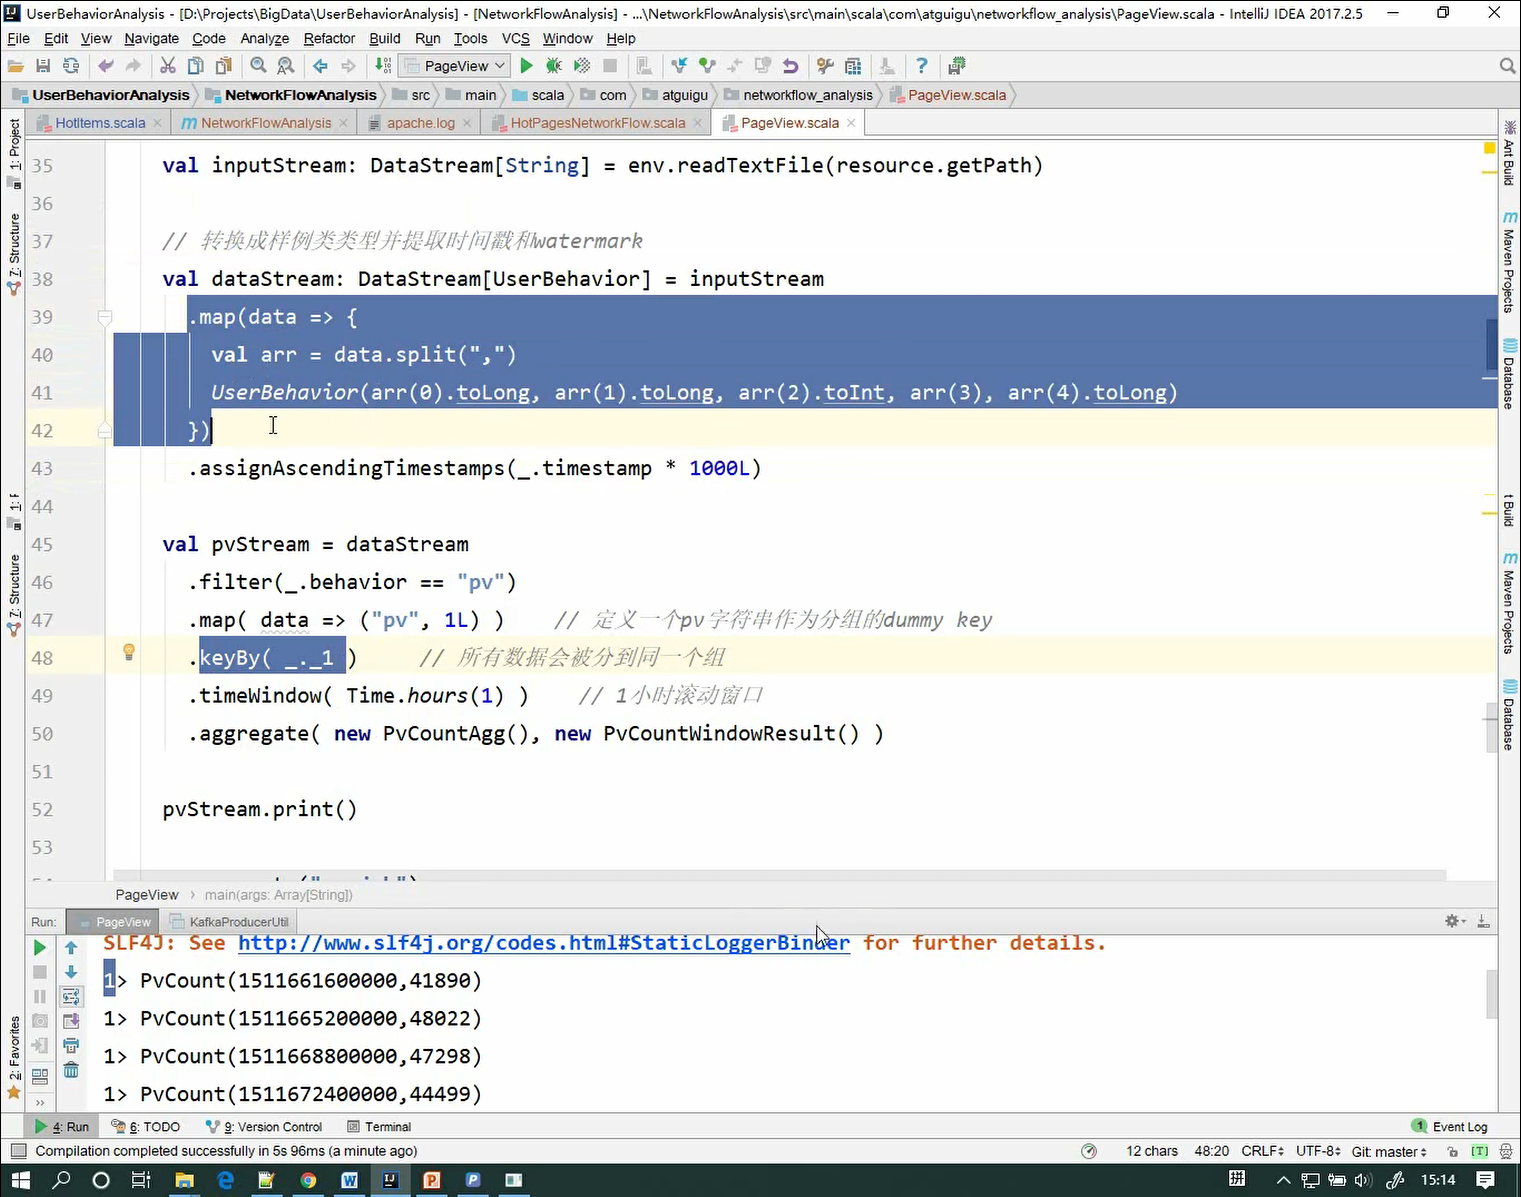 UserBehaviorAnalysis - [D:\Projects\BigData\UserBehaviorAnalysis] - [NetworkFlowAnalysis] - ...\NetworkFlowAnalysis\src\main\scala\com\atguigu\networkflow_analysis\PageView.scala - IntelliJ IDEA 2017.2.5
File Edit View Navigate Code Analyze Refactor Build Run Tools VCS Window Help
PageView
UserBehaviorAnalysis NetworkFlowAnalysis src main scala com atguigu networkflow_analysis PageView.scala
HotItems.scala NetworkFlowAnalysis apache.log HotPagesNetworkFlow.scala PageView.scala
1: Project
7: Structure
7: Structure
2: Favorites
35 val inputStream: DataStream[String] = env.readTextFile(resource.getPath)
36
37 // 转换成样例类类型并提取时间戳和watermark
38 val dataStream: DataStream[UserBehavior] = inputStream
39 .map(data => {
40 val arr = data.split(",")
41 UserBehavior(arr(0).toLong, arr(1).toLong, arr(2).toInt, arr(3), arr(4).toLong)
42 })
43 .assignAscendingTimestamps(_.timestamp * 1000L)
44
45 val pvStream = dataStream
46 .filter(_.behavior == "pv")
47 .map( data => ("pv", 1L) ) // 定义一个pv字符串作为分组的dummy key
48 .keyBy( _._1 ) // 所有数据会被分到同一个组
49 .timeWindow( Time.hours(1) ) // 1小时滚动窗口
50 .aggregate( new PvCountAgg(), new PvCountWindowResult() )
51
52 pvStream.print()
53
Ant Build
Maven Projects
Database
t Build
Maven Projects
Database
PageView main(args: Array[String])
Run: PageView KafkaProducerUtil
SLF4J: See http://www.slf4j.org/codes.html#StaticLoggerBinder for further details.
1> PvCount(1511661600000,41890)
1> PvCount(1511665200000,48022)
1> PvCount(1511668800000,47298)
1> PvCount(1511672400000,44499)
4: Run 6: TODO 9: Version Control Terminal 1 Event Log
Compilation completed successfully in 5s 96ms (a minute ago) 12 chars 48:20 CRLF UTF-8 Git: master [T]
拼 15:14